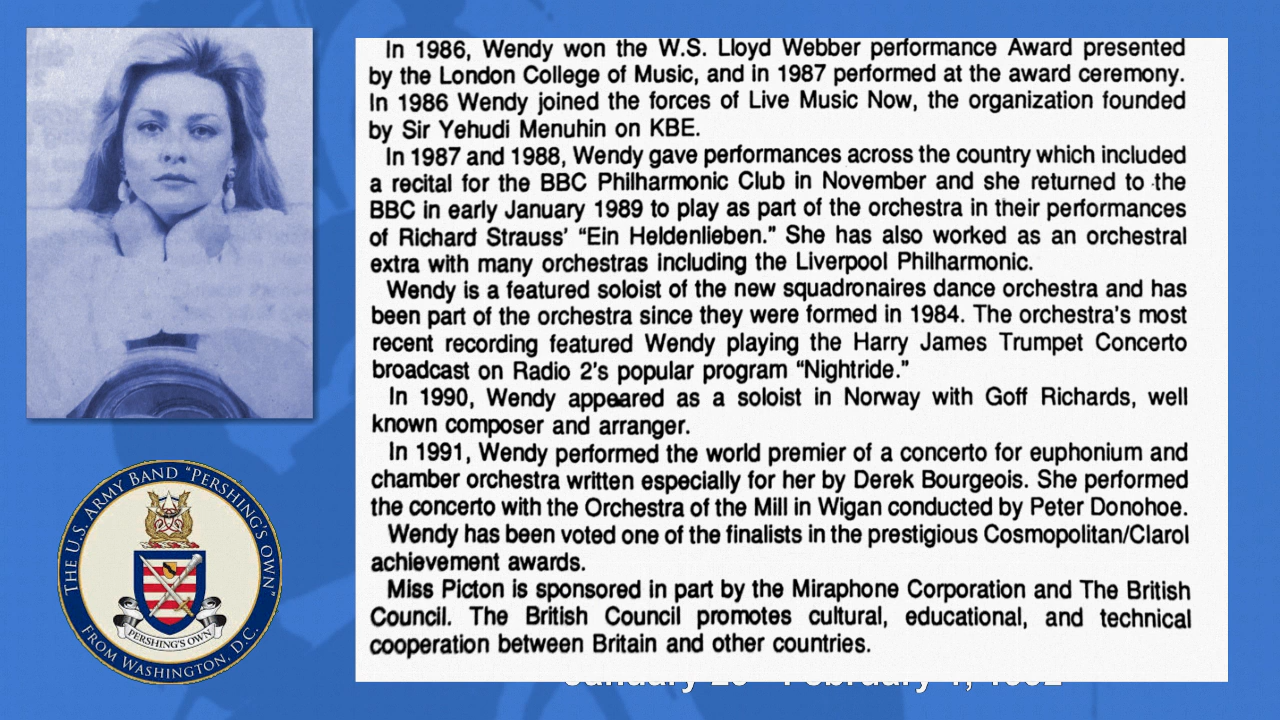 In 1986, Wendy won the W.S. Lloyd Webber performance Award presented
by the London College of Music, and in 1987 performed at the award ceremony.
In 1986 Wendy joined the forces of Live Music Now, the organization founded
by Sir Yehudi Menuhin on KBE.
In 1987 and 1988, Wendy gave performances across the country which included
a recital for the BBC Philharmonic Club in November and she returned to the
BBC in early January 1989 to play as part of the orchestra in their performances
of Richard Strauss' “Ein Heldenlieben.” She has also worked as an orchestral
extra with many orchestras including the Liverpool Philharmonic.
Wendy is a featured soloist of the new squadronaires dance orchestra and has
been part of the orchestra since they were formed in 1984. The orchestra's most
recent recording featured Wendy playing the Harry James Trumpet Concerto
broadcast on Radio 2's popular program “Nightride.”
In 1990, Wendy appeared as a soloist in Norway with Goff Richards, well
known composer and arranger.
In 1991, Wendy performed the world premier of a concerto for euphonium and
chamber orchestra written especially for her by Derek Bourgeois. She performed
the concerto with the Orchestra of the Mill in Wigan conducted by Peter Donohoe.
Wendy has been voted one of the finalists in the prestigious Cosmopolitan/Clarol
achievement awards.
Miss Picton is sponsored in part by the Miraphone Corporation and The British
Council. The British Council promotes cultural, educational, and technical
cooperation between Britain and other countries.
THE U.S. ARMY BAND “PERSHING'S OWN”
PERSHING'S OWN
FROM WASHINGTON, D.C.
January February